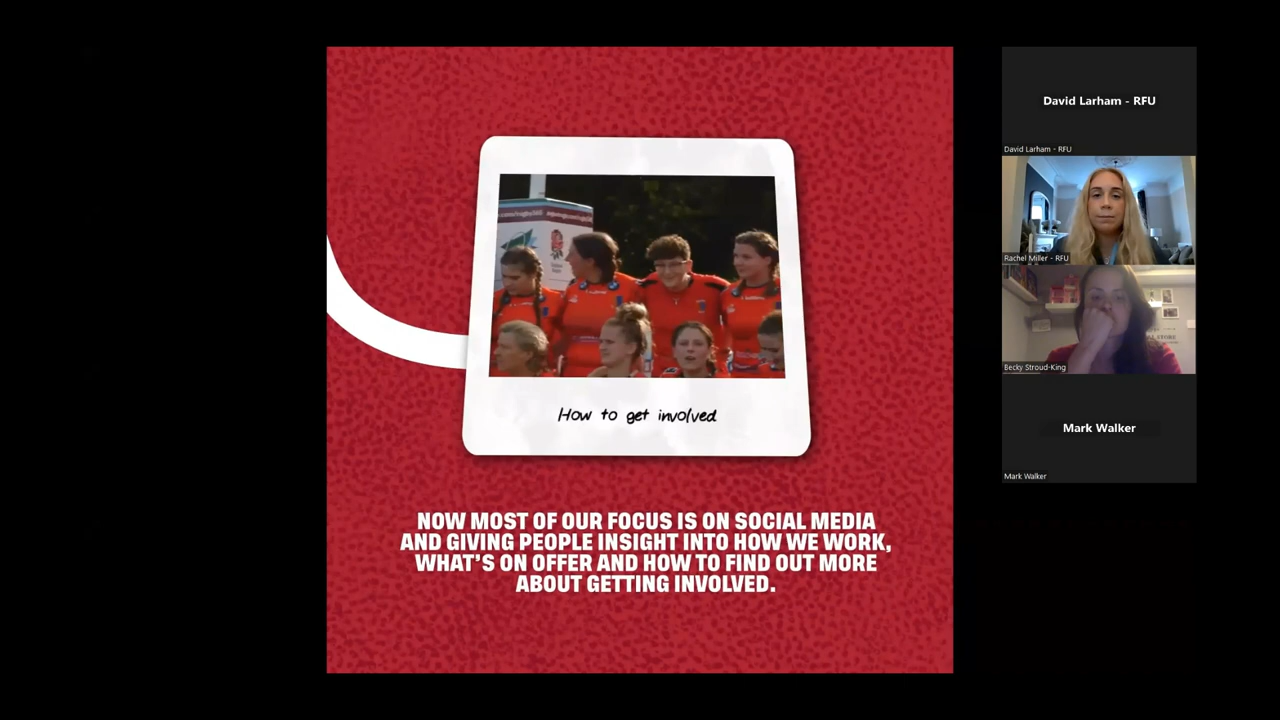 How to get involved
NOW MOST OF OUR FOCUS IS ON SOCIAL MEDIA
AND GIVING PEOPLE INSIGHT INTO HOW WE WORK,
WHAT'S ON OFFER AND HOW TO FIND OUT MORE
ABOUT GETTING INVOLVED.
David Larham - RFU
David Larham - RFU
Rachel Miller - RFU
Becky Stroud-King
Mark Walker
Mark Walker